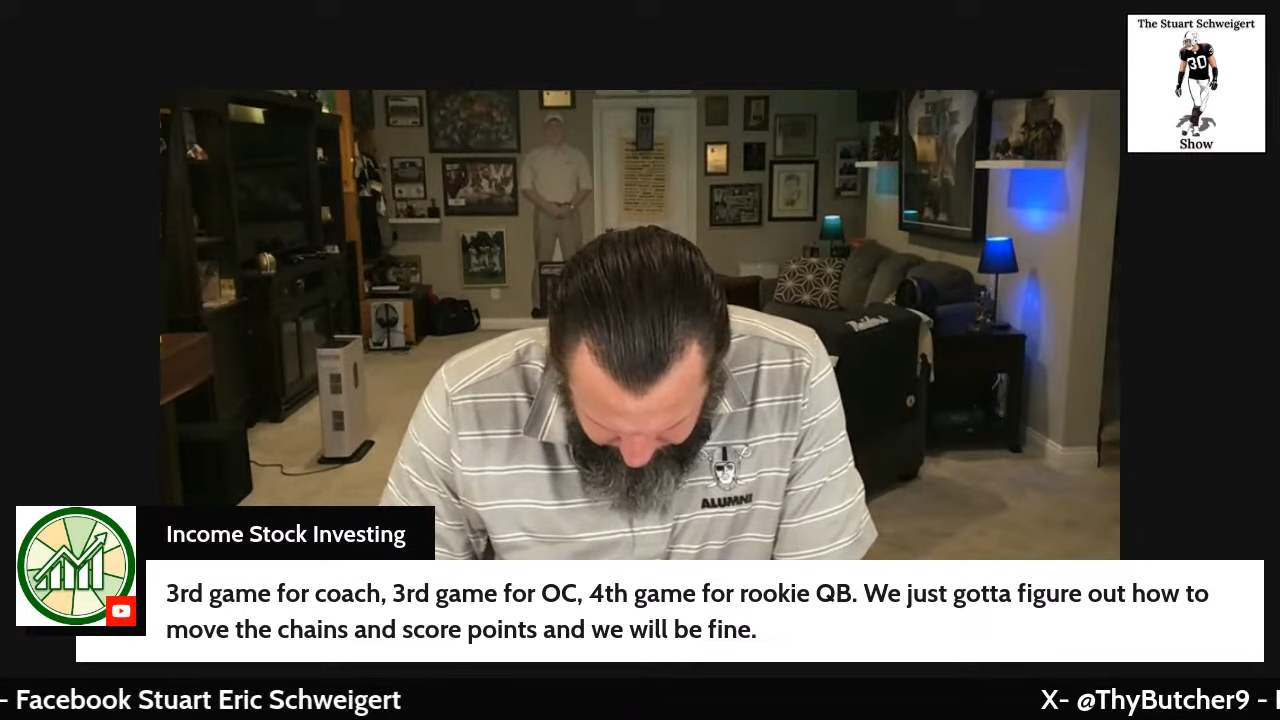 The Stuart Schweigert
30
Show
Raiders
ALUMNI
Income Stock Investing
3rd game for coach, 3rd game for OC, 4th game for rookie QB. We just gotta figure out how to
move the chains and score points and we will be fine.
- Facebook Stuart Eric Schweigert
X- @ThyButcher9 -